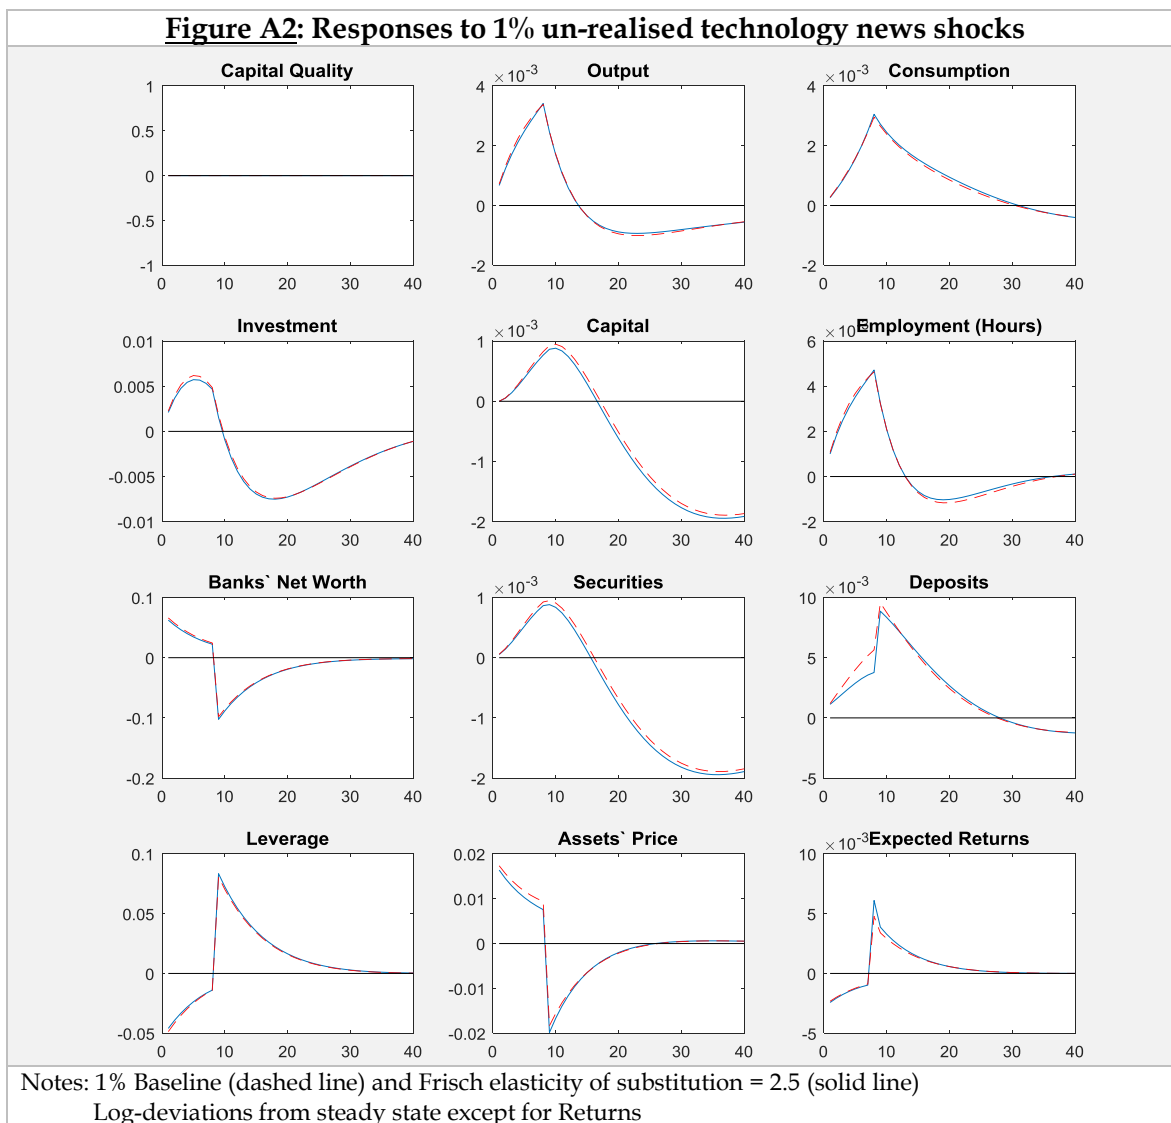 Figure A2: Responses to 1% un-realised technology news shocks
Capital Quality
1
0.5
0
-0.5
-1
0 10 20 30 40
×10-3 Output
4
2
0
-2
0 10 20 30 40
×10-3 Consumption
4
2
0
-2
0 10 20 30 40
Investment
0.01
0.005
0
-0.005
-0.01
0 10 20 30 40
×10-3 Capital
1
0
-1
-2
0 10 20 30 40
×10-3 Employment (Hours)
6
4
2
0
-2
0 10 20 30 40
Banks` Net Worth
0.1
0
-0.1
-0.2
0 10 20 30 40
×10-3 Securities
1
0
-1
-2
0 10 20 30 40
×10-3 Deposits
10
5
0
-5
0 10 20 30 40
Leverage
0.1
0.05
0
-0.05
0 10 20 30 40
Assets` Price
0.02
0.01
0
-0.01
-0.02
0 10 20 30 40
×10-3 Expected Returns
10
5
0
-5
0 10 20 30 40
Notes: 1% Baseline (dashed line) and Frisch elasticity of substitution = 2.5 (solid line)
Log-deviations from steady state except for Returns